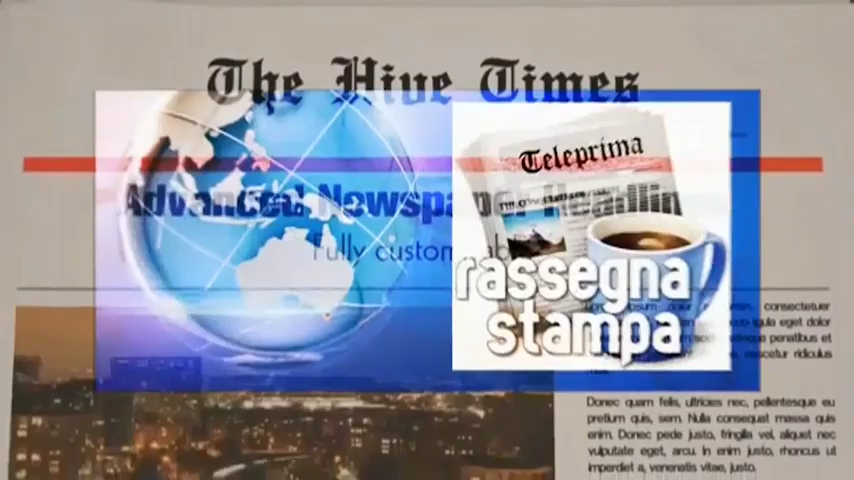 The Hive Times
Teleprima
Advanced Newspaper Headlin
Fully custom
rassegna
stampa
consectetuer
ligula eget dolor
penatibus et
nascetur ridiculus
Donec quam felis, ultricies nec, pellentesque eu
pretium quis, sem. Nulla consequat massa quis
enim. Donec pede justo, fringilla vel, aliquet nec
vulputate eget, arcu. In enim justo, rhoncus ut
imperdiet a, venenatis vitae, justo.